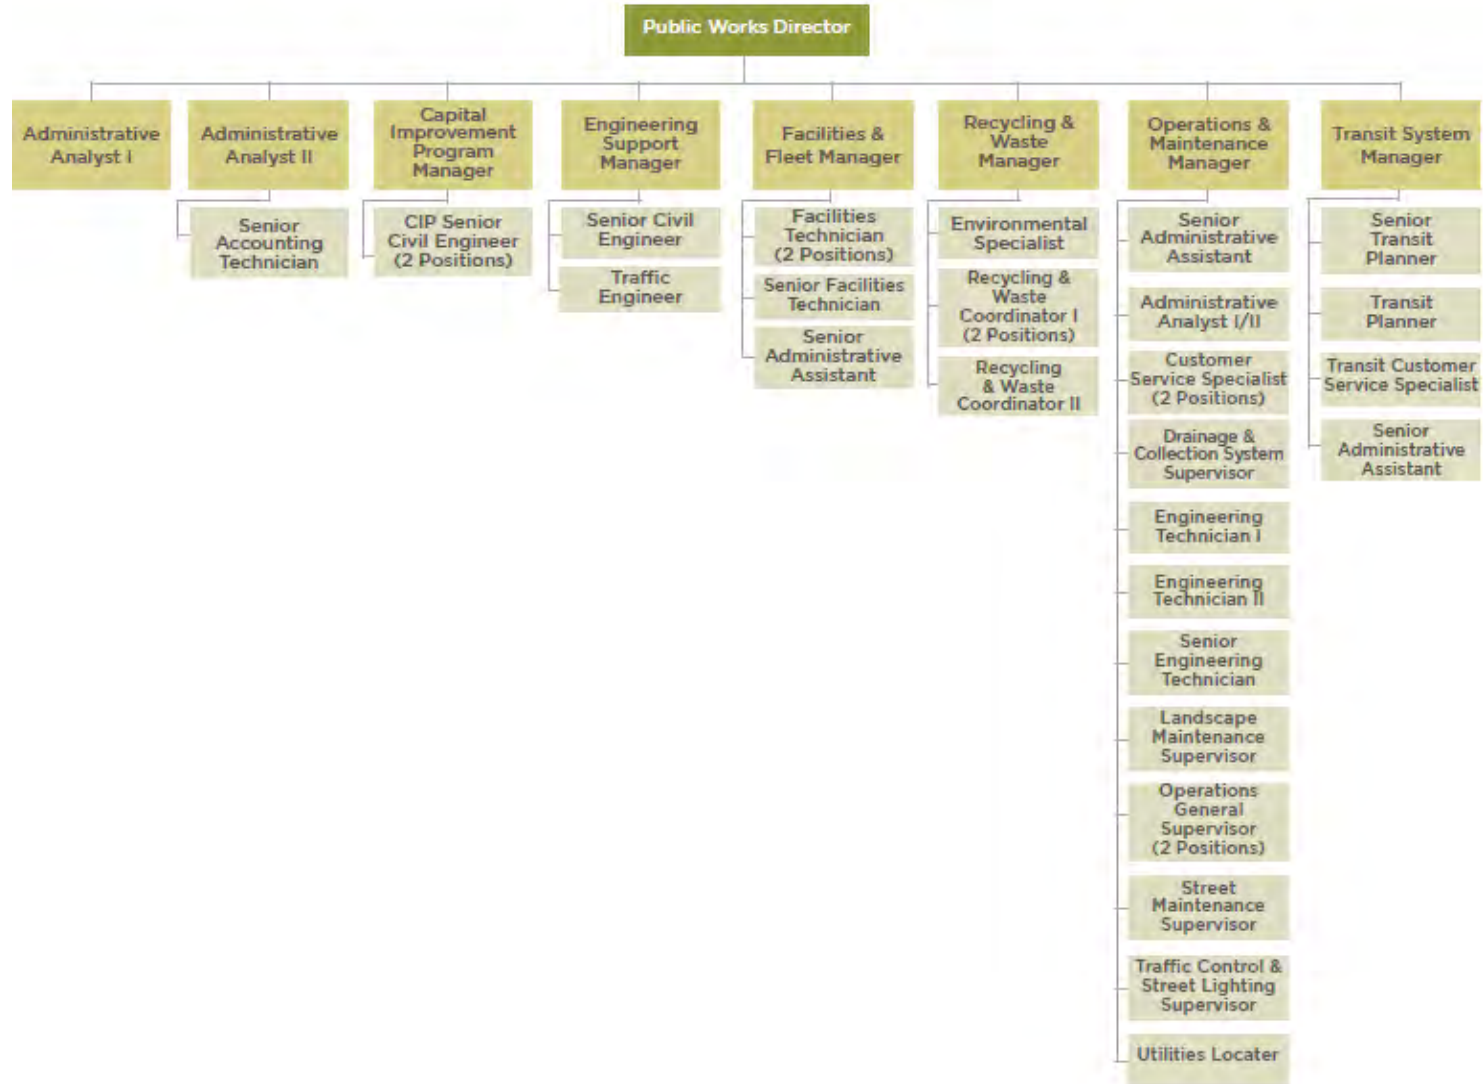 Public Works Director
Administrative
Analyst I
Administrative
Analyst II
Capital
Improvement
Program
Manager
Engineering
Support
Manager
Facilities &
Fleet Manager
Recycling &
Waste
Manager
Operations &
Maintenance
Manager
Transit System
Manager
Senior
Accounting
Technician
CIP Senior
Civil Engineer
(2 Positions)
Senior Civil
Engineer
Traffic
Engineer
Facilities
Technician
(2 Positions)
Senior Facilities
Technician
Senior
Administrative
Assistant
Environmental
Specialist
Recycling &
Waste
Coordinator I
(2 Positions)
Recycling
& Waste
Coordinator II
Senior
Administrative
Assistant
Administrative
Analyst I/II
Customer
Service Specialist
(2 Positions)
Drainage &
Collection System
Supervisor
Engineering
Technician I
Engineering
Technician II
Senior
Engineering
Technician
Landscape
Maintenance
Supervisor
Operations
General
Supervisor
(2 Positions)
Street
Maintenance
Supervisor
Traffic Control &
Street Lighting
Supervisor
Utilities Locater
Senior
Transit
Planner
Transit
Planner
Transit Customer
Service Specialist
Senior
Administrative
Assistant